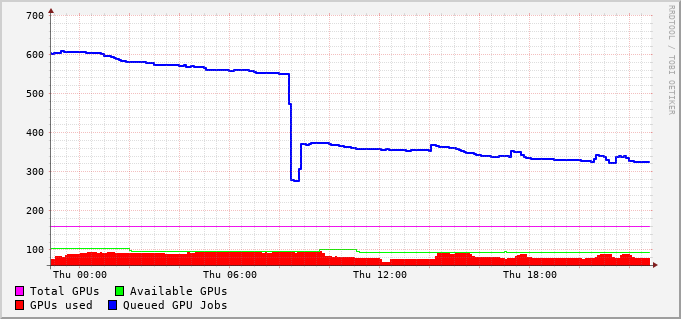 700
600
500
400
300
200
100
Thu 00:00 Thu 06:00 Thu 12:00 Thu 18:00
Total GPUs Available GPUs
GPUs used Queued GPU Jobs
RRDTOOL / TOBI OETIKER